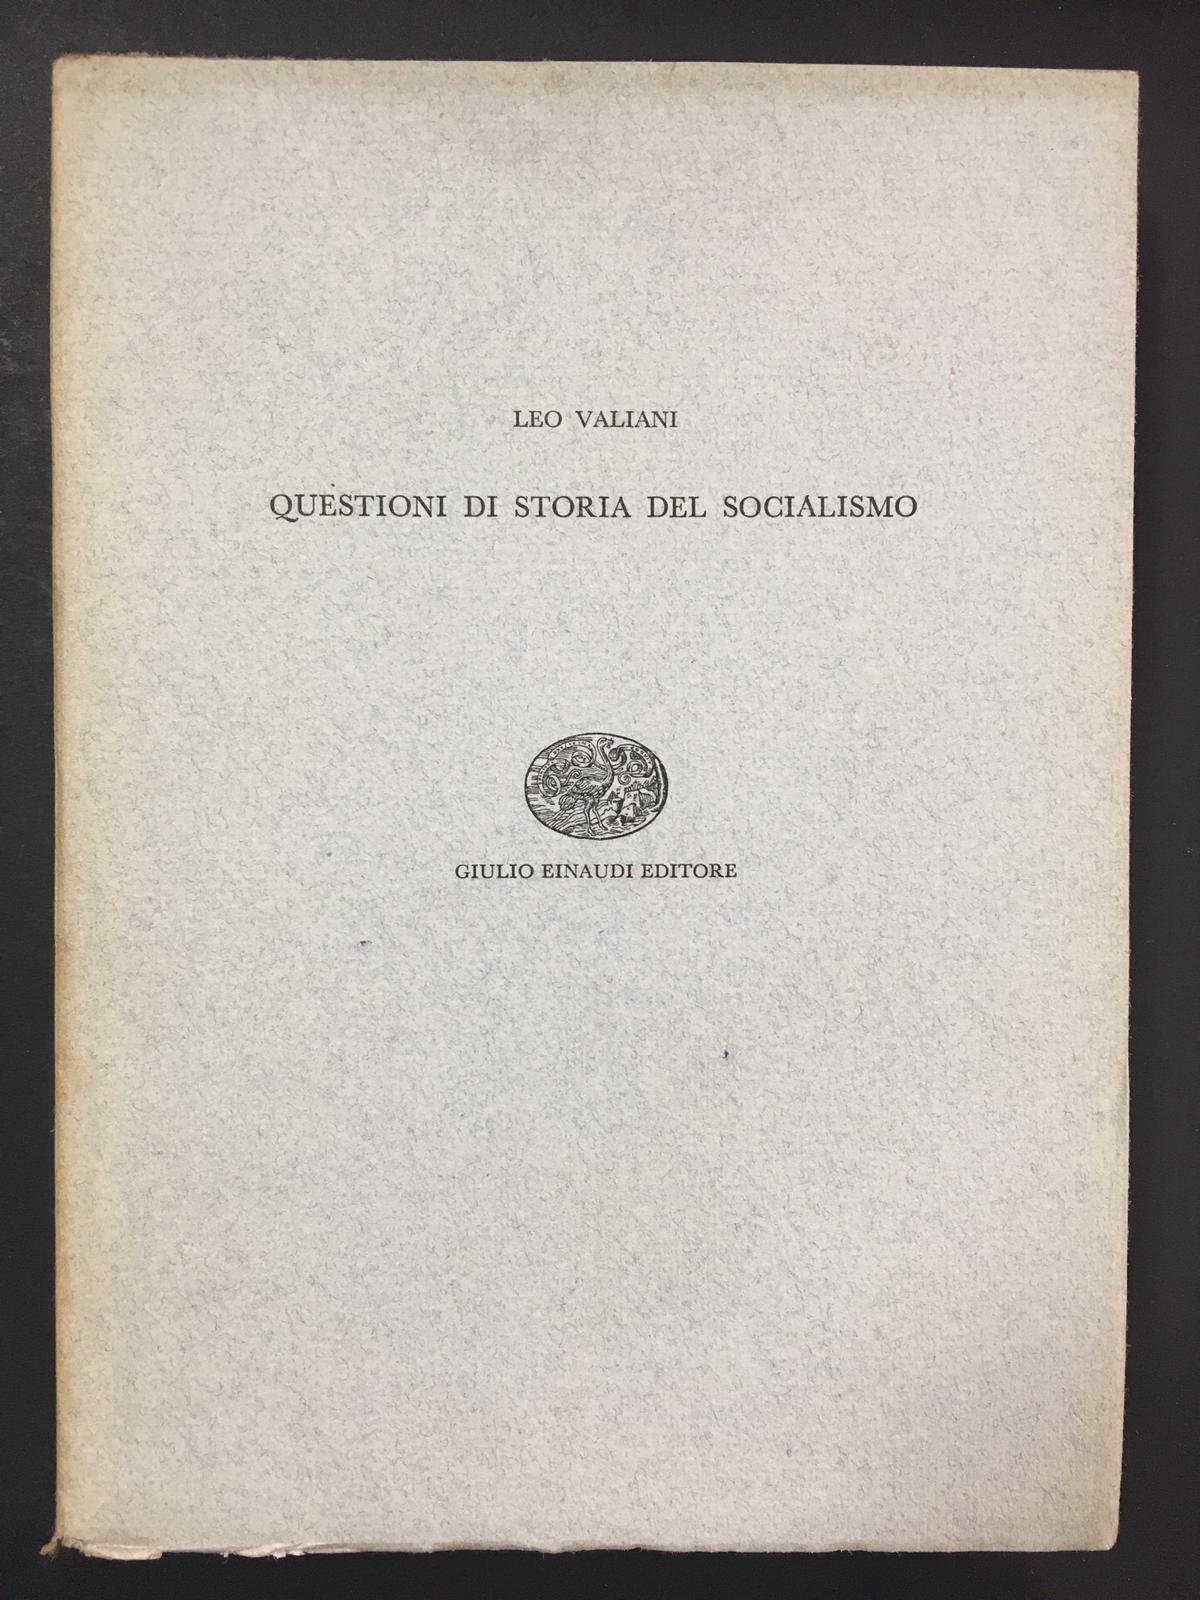 LEO VALIANI
QUESTIONI DI STORIA DEL SOCIALISMO
GIULIO EINAUDI EDITORE